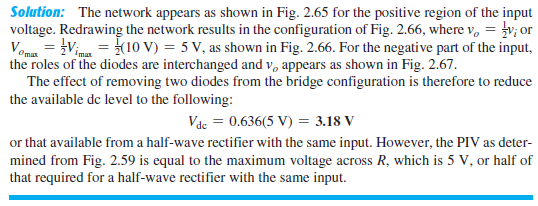 Solution: The network appears as shown in Fig. 2.65 for the positive region of the input
voltage. Redrawing the network results in the configuration of Fig. 2.66, where vₒ = ½vᵢ or
Vₒₘₐₓ = ½Vᵢₘₐₓ = ½(10 V) = 5 V, as shown in Fig. 2.66. For the negative part of the input,
the roles of the diodes are interchanged and vₒ appears as shown in Fig. 2.67.
The effect of removing two diodes from the bridge configuration is therefore to reduce
the available dc level to the following:
V_dc = 0.636(5 V) = 3.18 V
or that available from a half-wave rectifier with the same input. However, the PIV as deter-
mined from Fig. 2.59 is equal to the maximum voltage across R, which is 5 V, or half of
that required for a half-wave rectifier with the same input.